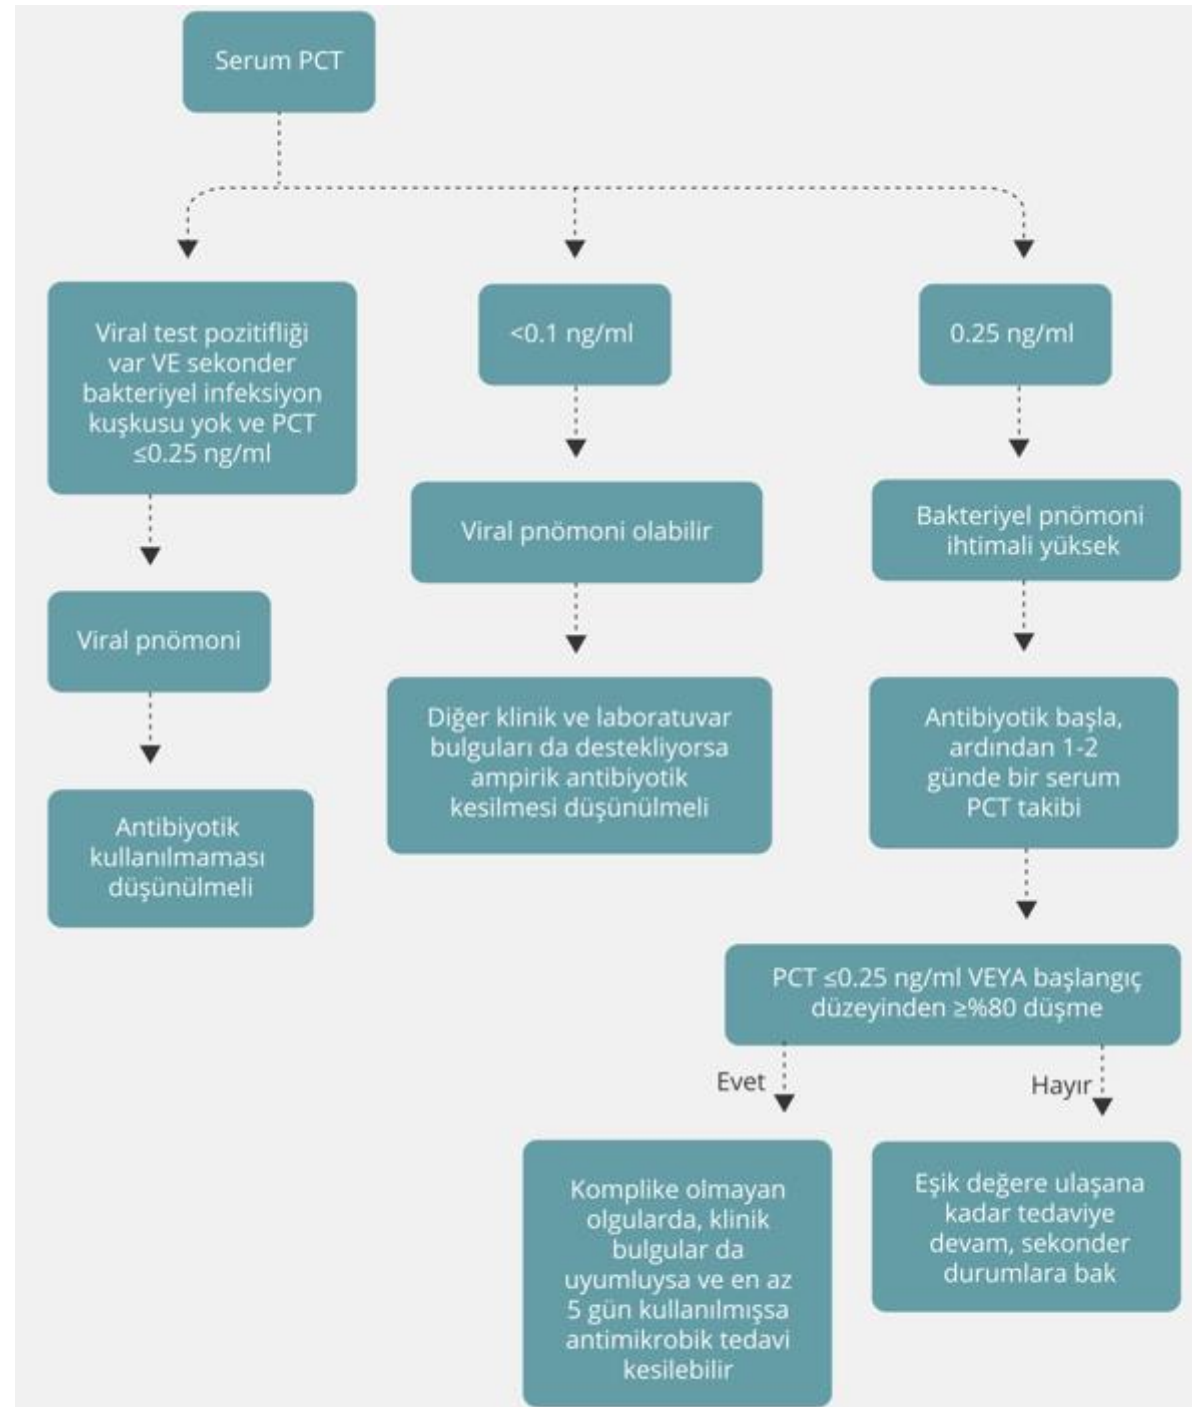 Serum PCT
Viral test pozitifliği
var VE sekonder
bakteriyel infeksiyon
kuşkusu yok ve PCT
≤0.25 ng/ml
Viral pnömoni
Antibiyotik
kullanılmaması
düşünülmeli
<0.1 ng/ml
Viral pnömoni olabilir
Diğer klinik ve laboratuvar
bulguları da destekliyorsa
ampirik antibiyotik
kesilmesi düşünülmeli
0.25 ng/ml
Bakteriyel pnömoni
ihtimali yüksek
Antibiyotik başla,
ardından 1-2
günde bir serum
PCT takibi
PCT ≤0.25 ng/ml VEYA başlangıç
düzeyinden ≥%80 düşme
Evet
Komplike olmayan
olgularda, klinik
bulgular da
uyumluysa ve en az
5 gün kullanılmışsa
antimikrobik tedavi
kesilebilir
Hayır
Eşik değere ulaşana
kadar tedaviye
devam, sekonder
durumlara bak